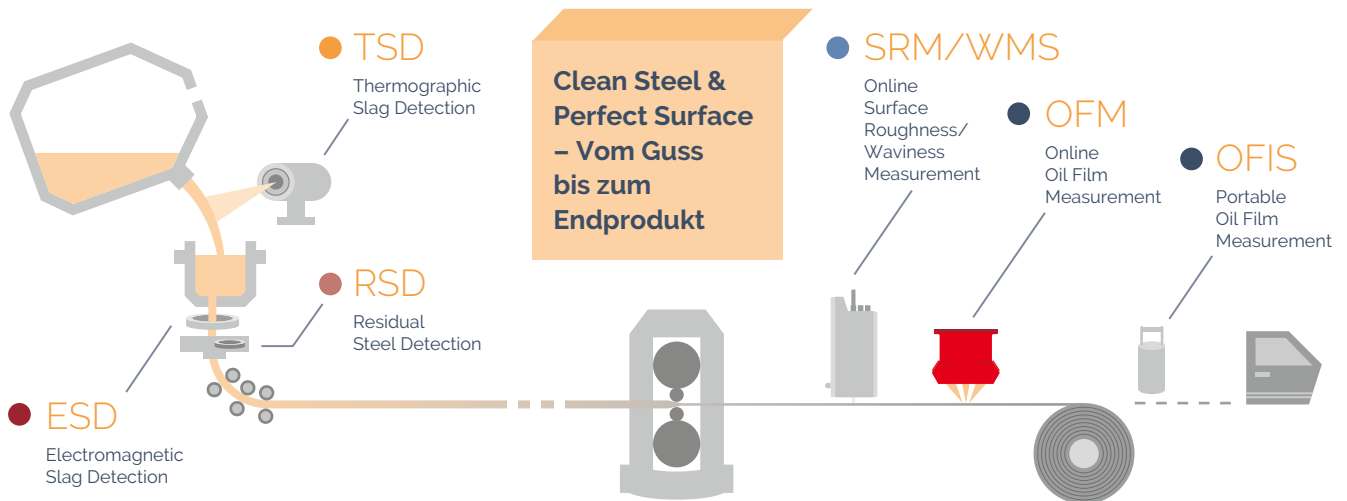 TSD
Thermographic
Slag Detection
Clean Steel &
Perfect Surface
– Vom Guss
bis zum
Endprodukt
SRM/WMS
Online
Surface
Roughness/
Waviness
Measurement
OFM
Online
Oil Film
Measurement
OFIS
Portable
Oil Film
Measurement
RSD
Residual
Steel Detection
ESD
Electromagnetic
Slag Detection